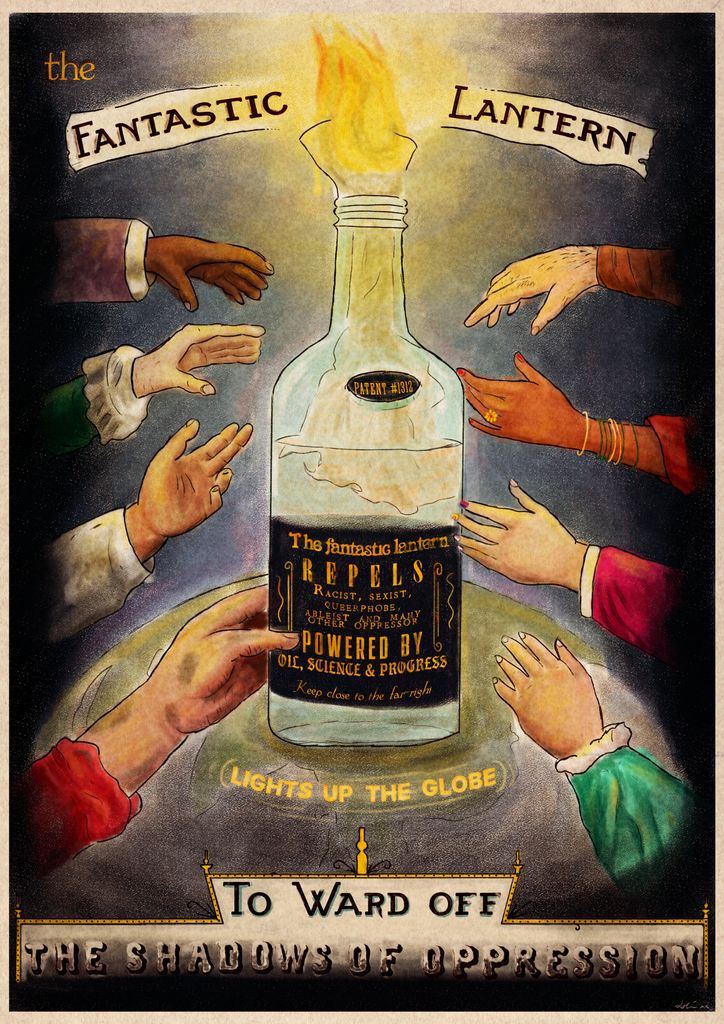 the
FANTASTIC LANTERN
PATENT #1312
The fantastic lantern
REPELS
RACIST, SEXIST,
QUEERPHOBE,
ABLEIST AND MANY
OTHER OPPRESSOR
POWERED BY
OIL, SCIENCE & PROGRESS
Keep close to the far right
(LIGHTS UP THE GLOBE)
TO WARD OFF
THE SHADOWS OF OPPRESSION